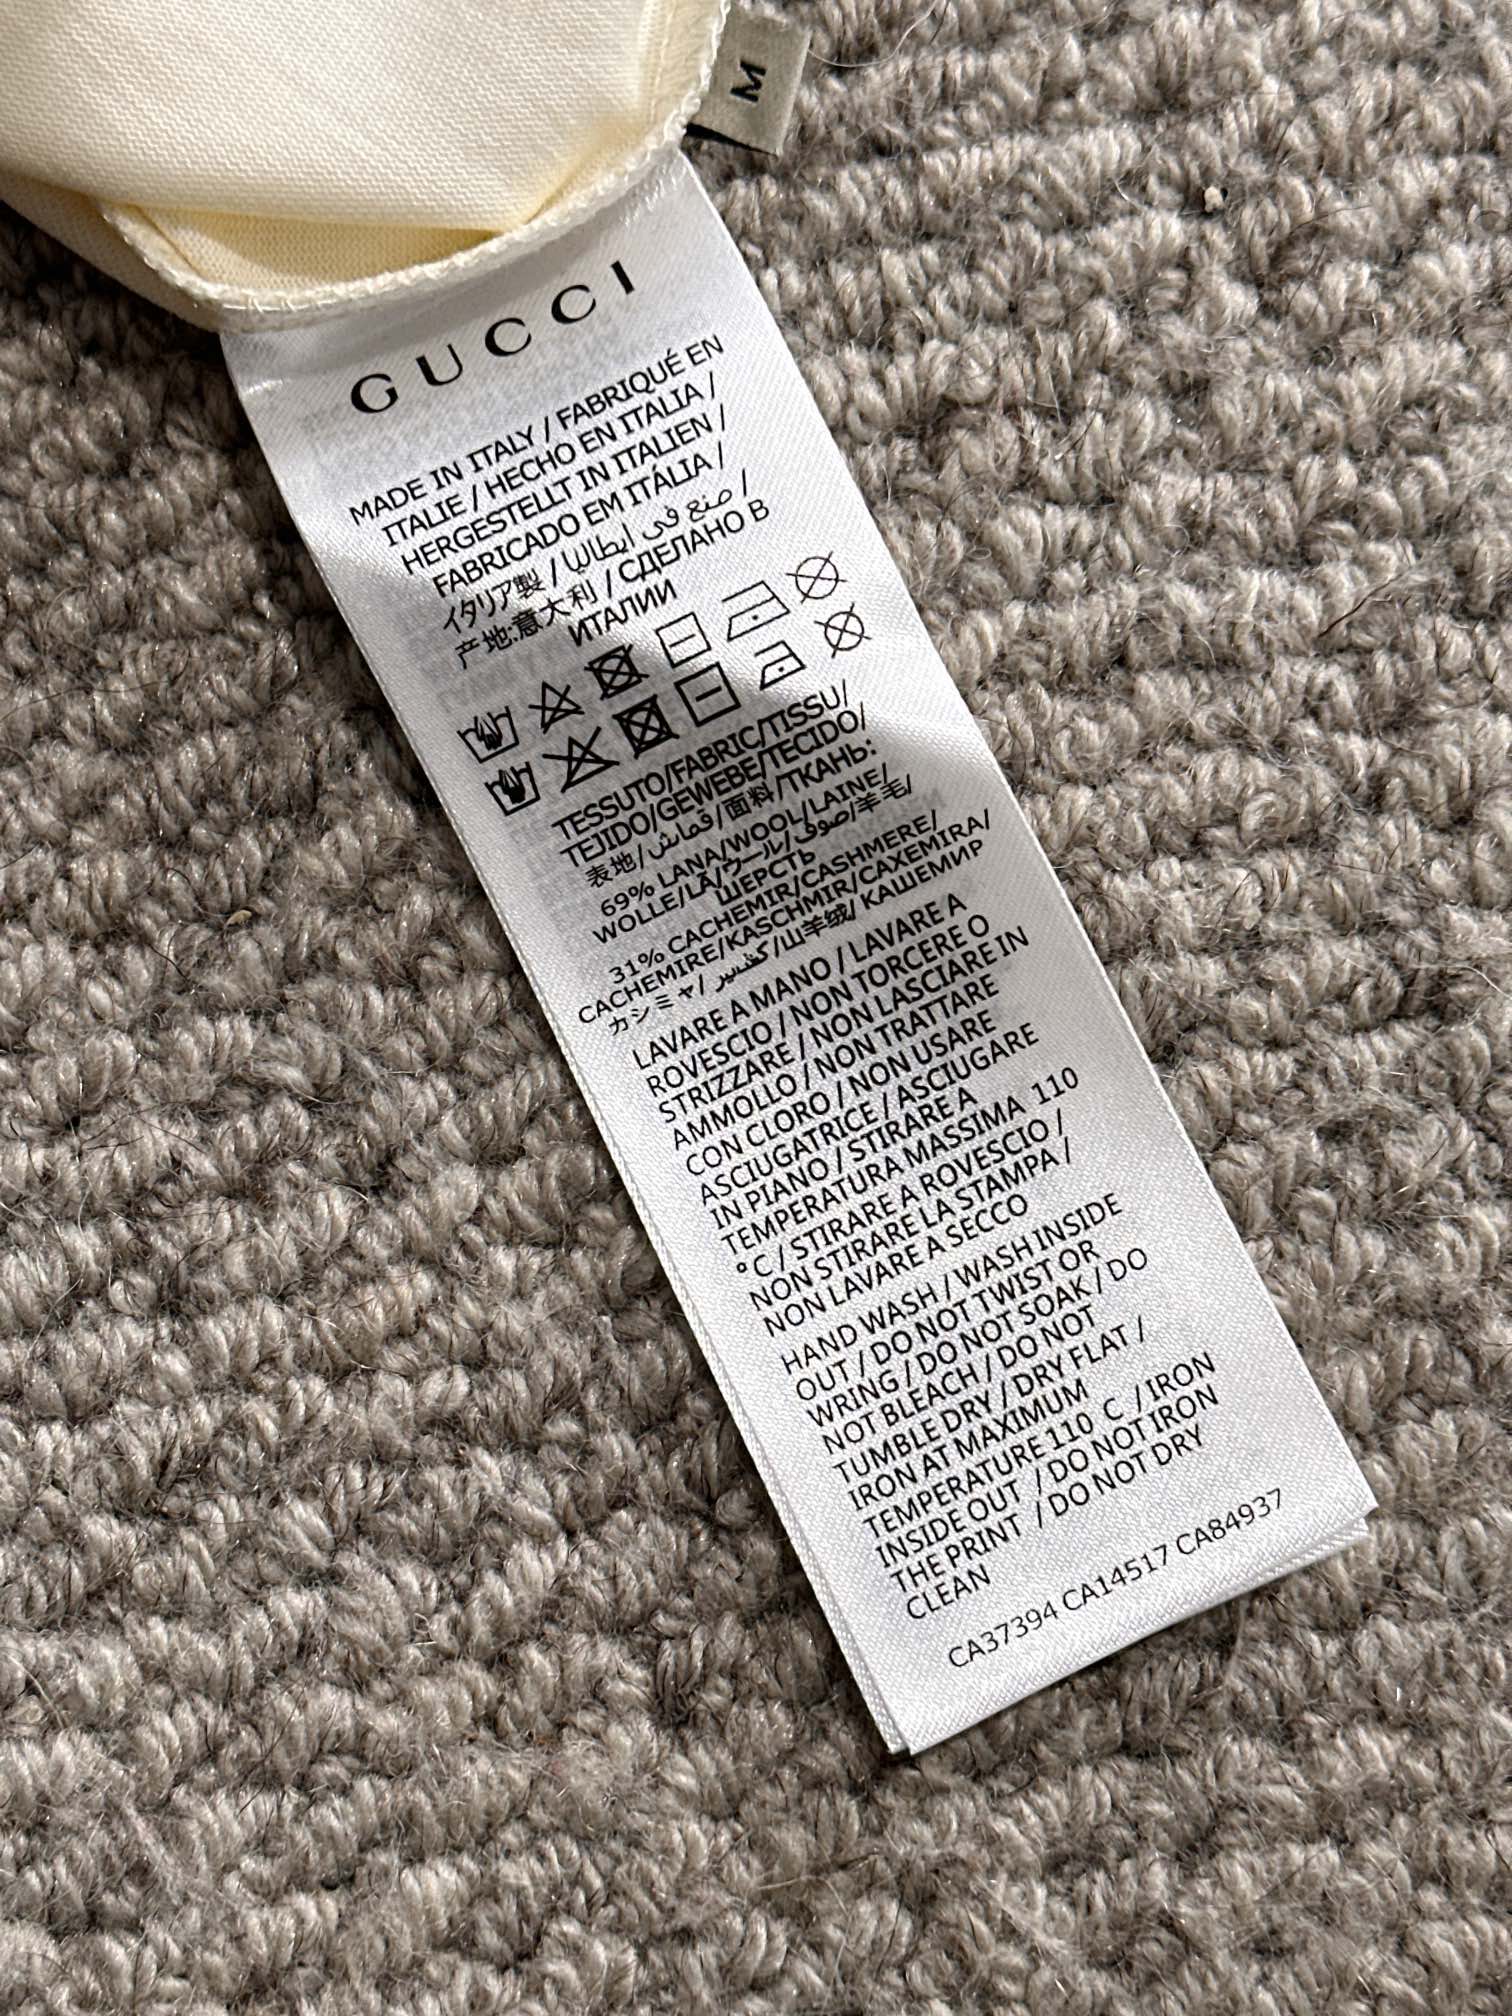 M
GUCCI
MADE IN ITALY / FABRIQUÉ EN
ITALIE / HECHO EN ITALIA /
HERGESTELLT IN ITALIEN /
FABRICADO EM ITÁLIA /
イタリア製 / صنع في ايطاليا /
产地:意大利 / СДЕЛАНО В
ИТАЛИИ
TESSUTO/FABRIC/TISSU/
TEJIDO/GEWEBE/TECIDO/
表地/قماش/面料/ТКАНЬ:
69% LANA/WOOL/LAINE/
WOLLE/LÃ/ウール/صوف/羊毛/
ШЕРСТЬ
31% CACHEMIR/CASHMERE/
CACHEMIRE/KASCHMIR/CAXEMIRA/
カシミヤ/كشمير/山羊绒/ КАШЕМИР
LAVARE A MANO / LAVARE A
ROVESCIO / NON TORCERE O
STRIZZARE / NON LASCIARE IN
AMMOLLO / NON TRATTARE
CON CLORO / NON USARE
ASCIUGATRICE / ASCIUGARE
IN PIANO / STIRARE A
TEMPERATURA MASSIMA 110
°C / STIRARE A ROVESCIO /
NON STIRARE LA STAMPA /
NON LAVARE A SECCO
HAND WASH / WASH INSIDE
OUT / DO NOT TWIST OR
WRING / DO NOT SOAK / DO
NOT BLEACH / DO NOT
TUMBLE DRY / DRY FLAT /
IRON AT MAXIMUM
TEMPERATURE 110 C / IRON
INSIDE OUT / DO NOT IRON
THE PRINT / DO NOT DRY
CLEAN
CA37394 CA14517 CA84937